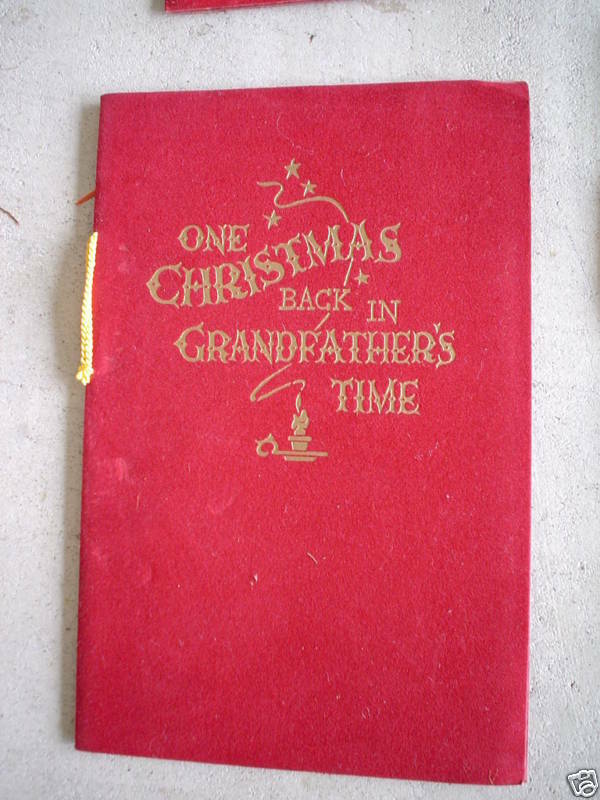 ONE
CHRISTMAS
BACK IN
GRANDFATHER'S
TIME